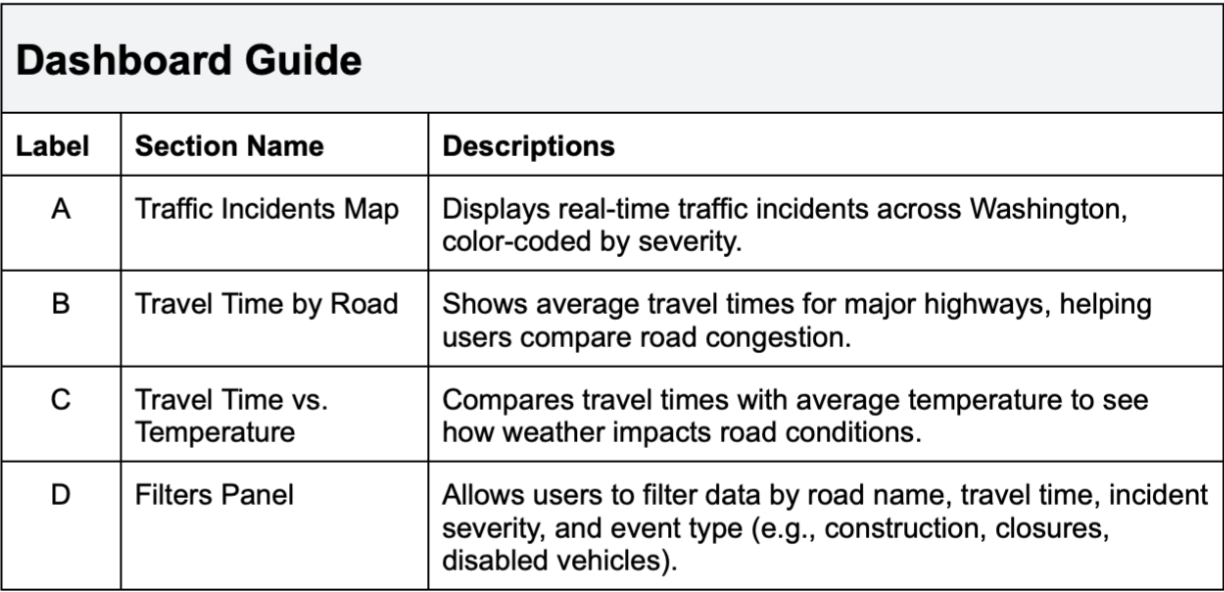 Dashboard Guide
Label Section Name Descriptions
A Traffic Incidents Map Displays real-time traffic incidents across Washington,
color-coded by severity.
B Travel Time by Road Shows average travel times for major highways, helping
users compare road congestion.
C Travel Time vs. Compares travel times with average temperature to see
Temperature how weather impacts road conditions.
D Filters Panel Allows users to filter data by road name, travel time, incident
severity, and event type (e.g., construction, closures,
disabled vehicles).